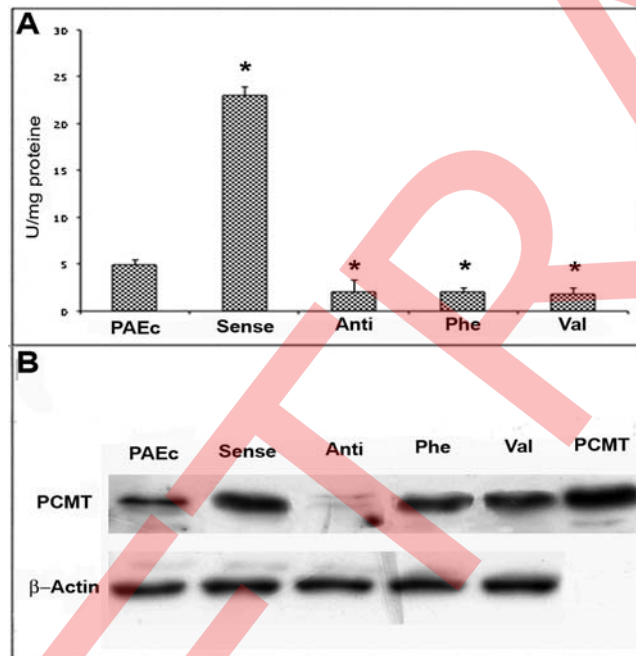 A
30
*
25
20
15
10
5
* * *
0
U/mg proteine
PAEc Sense Anti Phe Val
B
PAEc Sense Anti Phe Val PCMT
PCMT
β-Actin